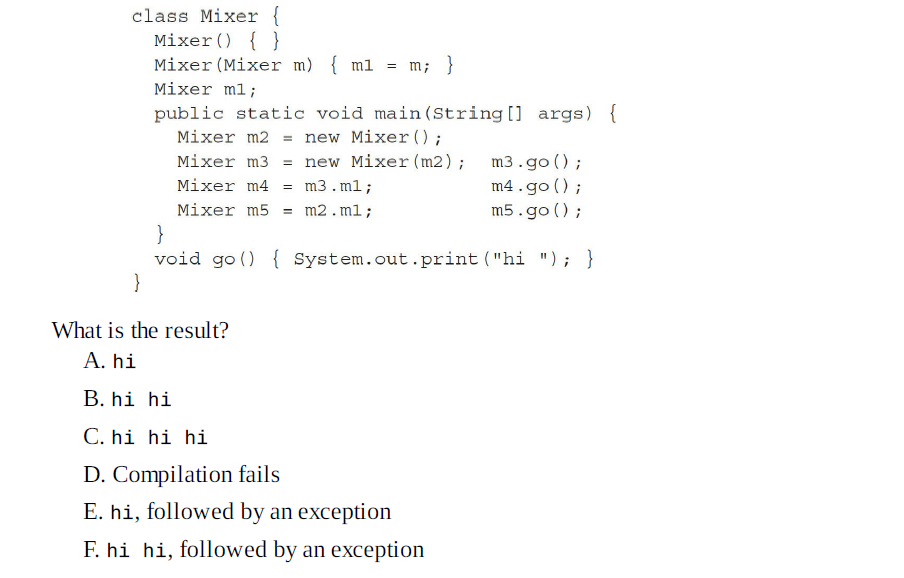 class Mixer {
Mixer() { }
Mixer(Mixer m) { m1 = m; }
Mixer m1;
public static void main(String[] args) {
Mixer m2 = new Mixer();
Mixer m3 = new Mixer(m2); m3.go();
Mixer m4 = m3.m1; m4.go();
Mixer m5 = m2.m1; m5.go();
}
void go() { System.out.print("hi "); }
}
What is the result?
A. hi
B. hi hi
C. hi hi hi
D. Compilation fails
E. hi, followed by an exception
F. hi hi, followed by an exception